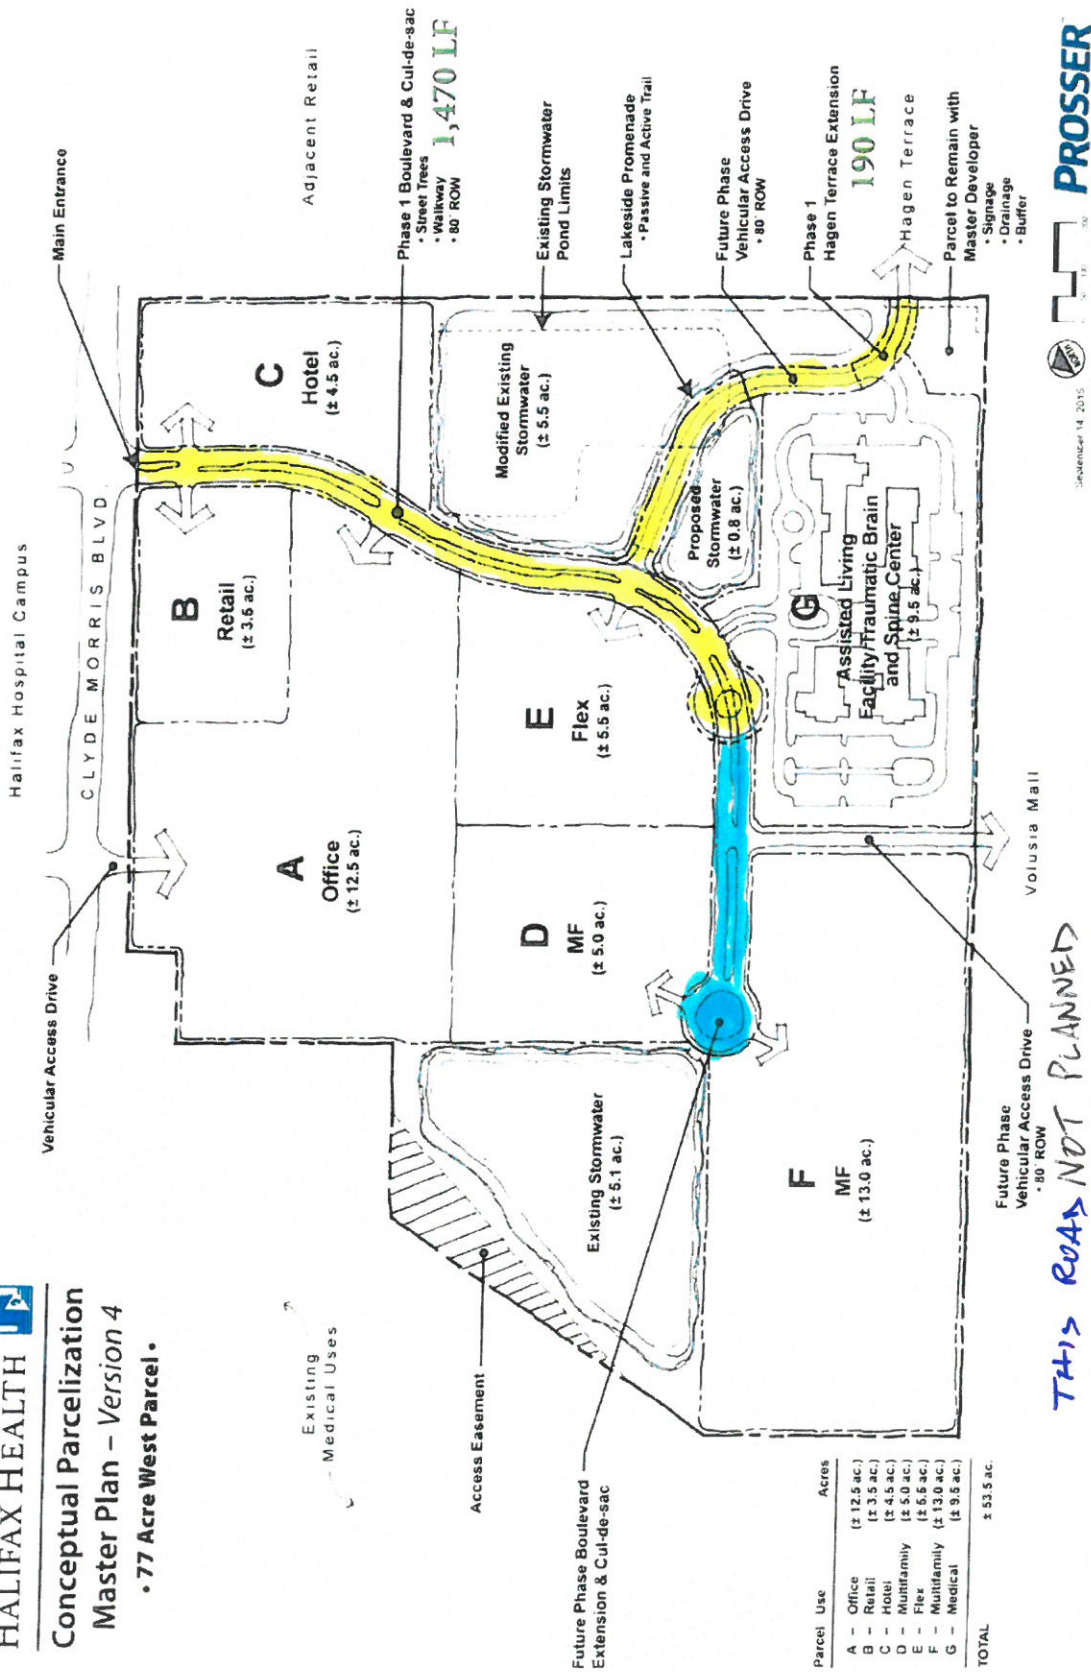 HALIFAX HEALTH
Conceptual Parcelization
Master Plan – Version 4
• 77 Acre West Parcel •
Halifax Hospital Campus
CLYDE MORRIS BLVD
Vehicular Access Drive
Main Entrance
Adjacent Retail
Existing
Medical Uses
Access Easement
A
Office
(± 12.5 ac.)
B
Retail
(± 3.5 ac.)
C
Hotel
(± 4.5 ac.)
Phase 1 Boulevard & Cul-de-sac
• Street Trees
• Walkway
• 80' ROW
1,470 LF
Existing Stormwater
Pond Limits
Modified Existing
Stormwater
(± 5.5 ac.)
Lakeside Promenade
• Passive and Active Trail
Future Phase
Vehicular Access Drive
• 80' ROW
Phase 1
Hagen Terrace Extension
190 LF
Hagen Terrace
Parcel to Remain with
Master Developer
• Signage
• Drainage
• Buffer
D
MF
(± 5.0 ac.)
E
Flex
(± 5.5 ac.)
Proposed
Stormwater
(± 0.8 ac.)
Existing Stormwater
(± 5.1 ac.)
F
MF
(± 13.0 ac.)
G
Assisted Living
Facility/Traumatic Brain
and Spine Center
(± 9.5 ac.)
Future Phase Boulevard
Extension & Cul-de-sac
Volusia Mall
Future Phase
Vehicular Access Drive
• 80' ROW
THIS ROAD NOT PLANNED
Parcel Use Acres
A – Office (± 12.5 ac.)
B – Retail (± 3.5 ac.)
C – Hotel (± 4.5 ac.)
D – Multifamily (± 5.0 ac.)
E – Flex (± 5.5 ac.)
F – Multifamily (± 13.0 ac.)
G – Medical (± 9.5 ac.)
TOTAL ± 53.5 ac.
September 14, 2015
NORTH
PROSSER